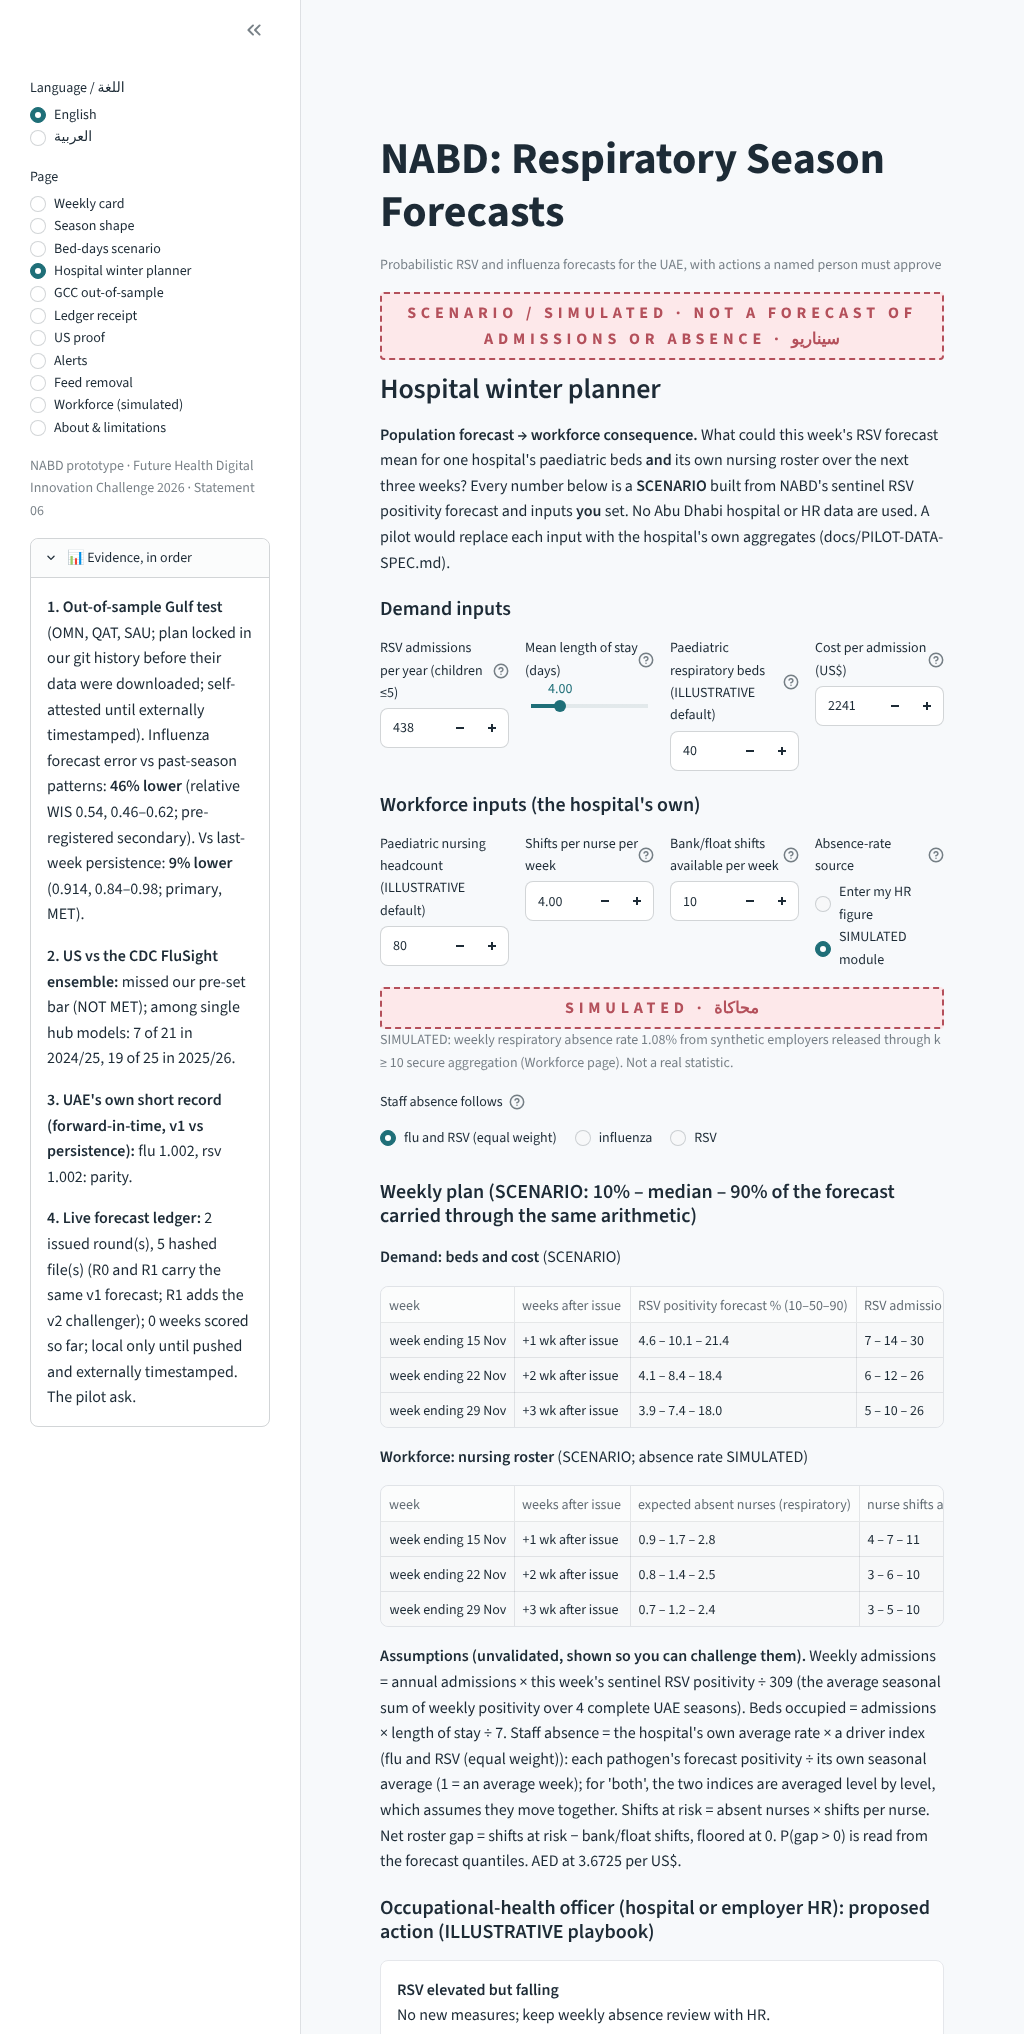 Language / اللغة
English
العربية
Page
Weekly card
Season shape
Bed-days scenario
Hospital winter planner
GCC out-of-sample
Ledger receipt
US proof
Alerts
Feed removal
Workforce (simulated)
About & limitations
NABD prototype · Future Health Digital
Innovation Challenge 2026 · Statement
06
📊 Evidence, in order
1. Out-of-sample Gulf test
(OMN, QAT, SAU; plan locked in
our git history before their
data were downloaded; self-
attested until externally
timestamped). Influenza
forecast error vs past-season
patterns: 46% lower (relative
WIS 0.54, 0.46–0.62; pre-
registered secondary). Vs last-
week persistence: 9% lower
(0.914, 0.84–0.98; primary,
MET).
2. US vs the CDC FluSight
ensemble: missed our pre-set
bar (NOT MET); among single
hub models: 7 of 21 in
2024/25, 19 of 25 in 2025/26.
3. UAE's own short record
(forward-in-time, v1 vs
persistence): flu 1.002, rsv
1.002: parity.
4. Live forecast ledger: 2
issued round(s), 5 hashed
file(s) (R0 and R1 carry the
same v1 forecast; R1 adds the
v2 challenger); 0 weeks scored
so far; local only until pushed
and externally timestamped.
The pilot ask.
NABD: Respiratory Season
Forecasts
Probabilistic RSV and influenza forecasts for the UAE, with actions a named person must approve
SCENARIO / SIMULATED · NOT A FORECAST OF
ADMISSIONS OR ABSENCE · سيناريو
Hospital winter planner
Population forecast → workforce consequence. What could this week's RSV forecast
mean for one hospital's paediatric beds and its own nursing roster over the next
three weeks? Every number below is a SCENARIO built from NABD's sentinel RSV
positivity forecast and inputs you set. No Abu Dhabi hospital or HR data are used. A
pilot would replace each input with the hospital's own aggregates (docs/PILOT-DATA-
SPEC.md).
Demand inputs
RSV admissions
per year (children
≤5)
438
Mean length of stay
(days)
4.00
Paediatric
respiratory beds
(ILLUSTRATIVE
default)
40
Cost per admission
(US$)
2241
Workforce inputs (the hospital's own)
Paediatric nursing
headcount
(ILLUSTRATIVE
default)
80
Shifts per nurse per
week
4.00
Bank/float shifts
available per week
10
Absence-rate
source
Enter my HR
figure
SIMULATED
module
SIMULATED · محاكاة
SIMULATED: weekly respiratory absence rate 1.08% from synthetic employers released through k
≥ 10 secure aggregation (Workforce page). Not a real statistic.
Staff absence follows
flu and RSV (equal weight) influenza RSV
Weekly plan (SCENARIO: 10% – median – 90% of the forecast
carried through the same arithmetic)
Demand: beds and cost (SCENARIO)
week weeks after issue RSV positivity forecast % (10–50–90) RSV admissio
week ending 15 Nov +1 wk after issue 4.6 – 10.1 – 21.4 7 – 14 – 30
week ending 22 Nov +2 wk after issue 4.1 – 8.4 – 18.4 6 – 12 – 26
week ending 29 Nov +3 wk after issue 3.9 – 7.4 – 18.0 5 – 10 – 26
Workforce: nursing roster (SCENARIO; absence rate SIMULATED)
week weeks after issue expected absent nurses (respiratory) nurse shifts a
week ending 15 Nov +1 wk after issue 0.9 – 1.7 – 2.8 4 – 7 – 11
week ending 22 Nov +2 wk after issue 0.8 – 1.4 – 2.5 3 – 6 – 10
week ending 29 Nov +3 wk after issue 0.7 – 1.2 – 2.4 3 – 5 – 10
Assumptions (unvalidated, shown so you can challenge them). Weekly admissions
= annual admissions × this week's sentinel RSV positivity ÷ 309 (the average seasonal
sum of weekly positivity over 4 complete UAE seasons). Beds occupied = admissions
× length of stay ÷ 7. Staff absence = the hospital's own average rate × a driver index
(flu and RSV (equal weight)): each pathogen's forecast positivity ÷ its own seasonal
average (1 = an average week); for 'both', the two indices are averaged level by level,
which assumes they move together. Shifts at risk = absent nurses × shifts per nurse.
Net roster gap = shifts at risk − bank/float shifts, floored at 0. P(gap > 0) is read from
the forecast quantiles. AED at 3.6725 per US$.
Occupational-health officer (hospital or employer HR): proposed
action (ILLUSTRATIVE playbook)
RSV elevated but falling
No new measures; keep weekly absence review with HR.